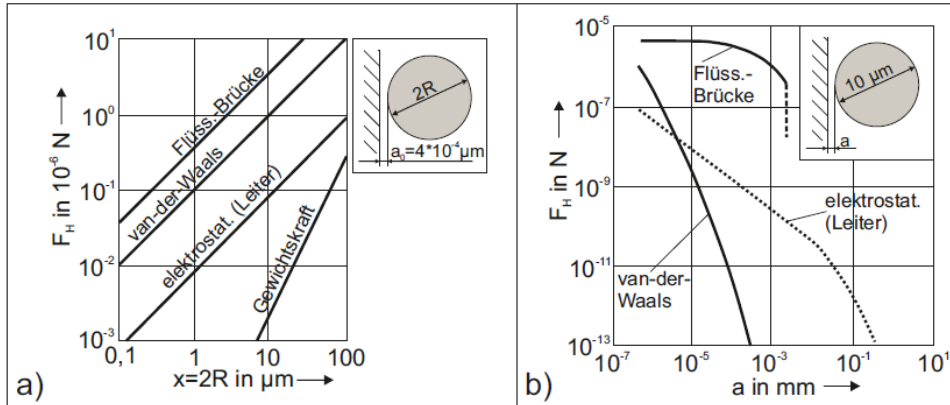 F_H in 10^-6 N
10^1
10^0
10^-1
10^-2
10^-3
0,1
1
10
100
x=2R in µm
Flüss.-Brücke
van-der-Waals
elektrostat. (Leiter)
Gewichtskraft
2R
a_0=4*10^-4µm
a)
F_H in N
10^-5
10^-7
10^-9
10^-11
10^-13
10^-7
10^-5
10^-3
10^-1
10^1
a in mm
Flüss.-
Brücke
elektrostat.
(Leiter)
van-der-
Waals
10 µm
a
b)